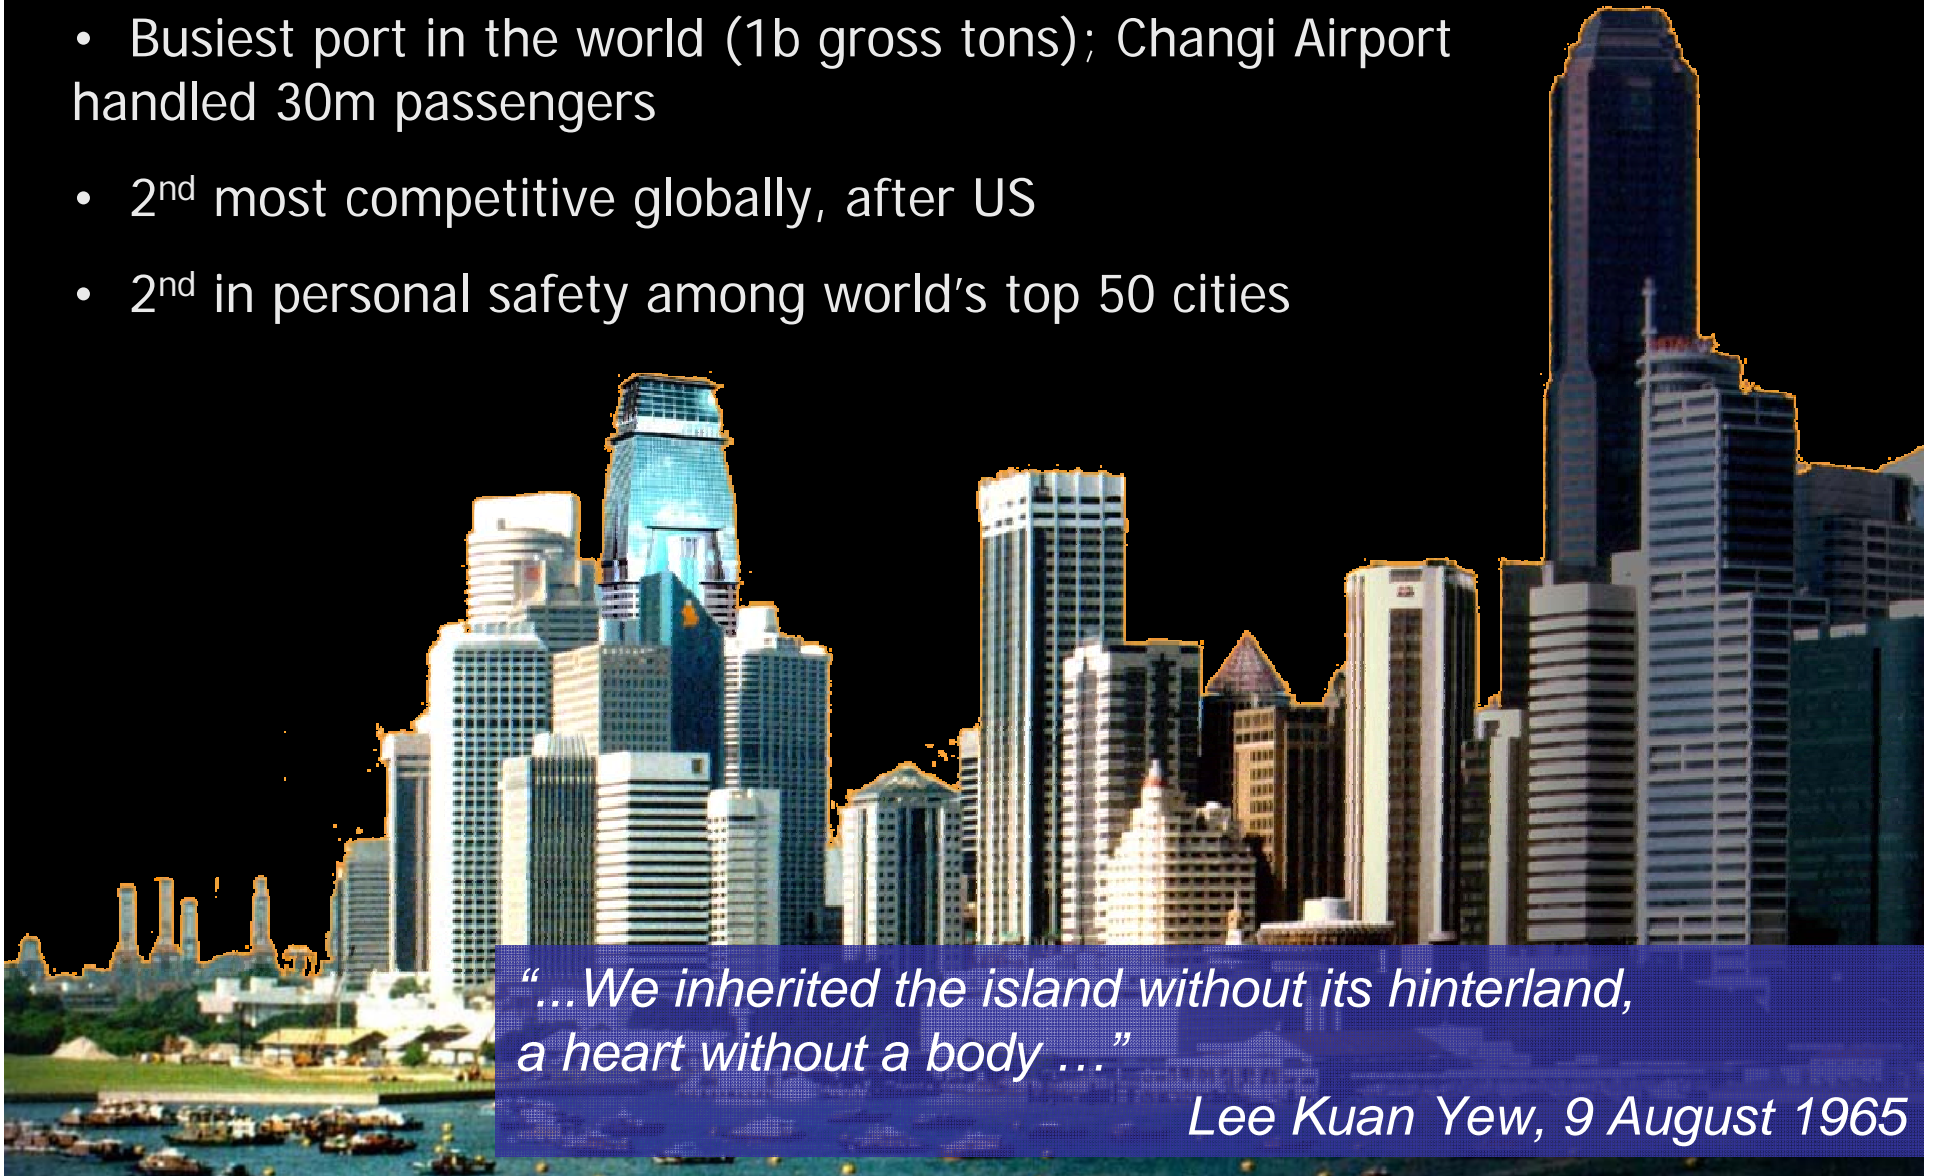 • Busiest port in the world (1b gross tons); Changi Airport
handled 30m passengers
• 2nd most competitive globally, after US
• 2nd in personal safety among world's top 50 cities
“...We inherited the island without its hinterland,
a heart without a body …”
Lee Kuan Yew, 9 August 1965